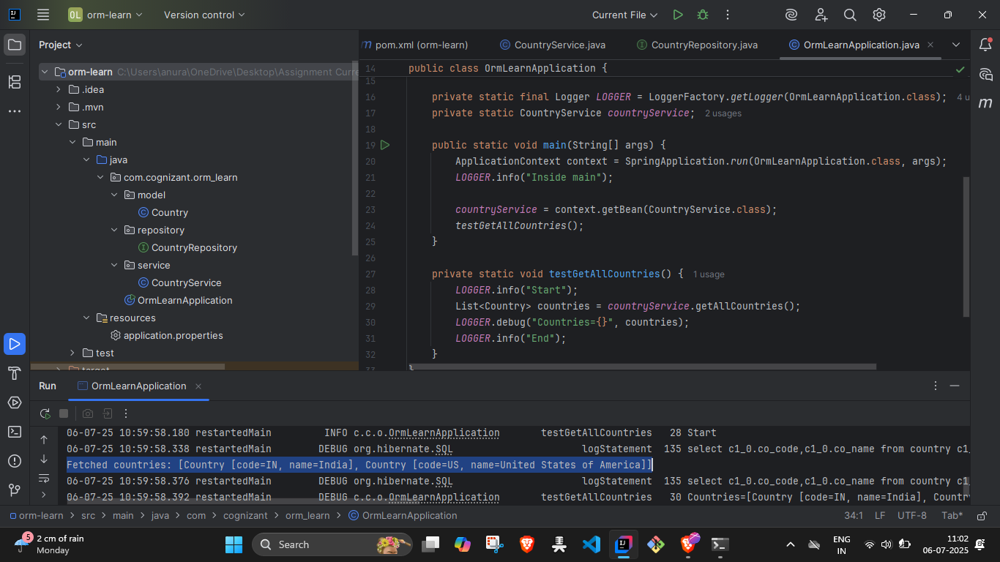 OL orm-learn Version control Current File
Project
orm-learn C:\Users\anura\OneDrive\Desktop\Assignment Curre
.idea
.mvn
src
main
java
com.cognizant.orm_learn
model
Country
repository
CountryRepository
service
CountryService
OrmLearnApplication
resources
application.properties
test
target
pom.xml (orm-learn) CountryService.java CountryRepository.java OrmLearnApplication.java
14 public class OrmLearnApplication {
15
16 private static final Logger LOGGER = LoggerFactory.getLogger(OrmLearnApplication.class); 4 u
17 private static CountryService countryService; 2 usages
18
19 public static void main(String[] args) {
20 ApplicationContext context = SpringApplication.run(OrmLearnApplication.class, args);
21 LOGGER.info("Inside main");
22
23 countryService = context.getBean(CountryService.class);
24 testGetAllCountries();
25 }
26
27 private static void testGetAllCountries() { 1 usage
28 LOGGER.info("Start");
29 List<Country> countries = countryService.getAllCountries();
30 LOGGER.debug("Countries={}", countries);
31 LOGGER.info("End");
32 }
33 }
Run OrmLearnApplication
06-07-25 10:59:58.180 restartedMain INFO c.c.o.OrmLearnApplication testGetAllCountries 28 Start
06-07-25 10:59:58.338 restartedMain DEBUG org.hibernate.SQL logStatement 135 select c1_0.co_code,c1_0.co_name from country c1_
Fetched countries: [Country [code=IN, name=India], Country [code=US, name=United States of America]]
06-07-25 10:59:58.376 restartedMain DEBUG org.hibernate.SQL logStatement 135 select c1_0.co_code,c1_0.co_name from country c1_
06-07-25 10:59:58.392 restartedMain DEBUG c.c.o.OrmLearnApplication testGetAllCountries 30 Countries=[Country [code=IN, name=India], Countr
orm-learn > src > main > java > com > cognizant > orm_learn > OrmLearnApplication 34:1 LF UTF-8 Tab*
5 2 cm of rain
Monday
Search
ENG
IN
11:02
06-07-2025